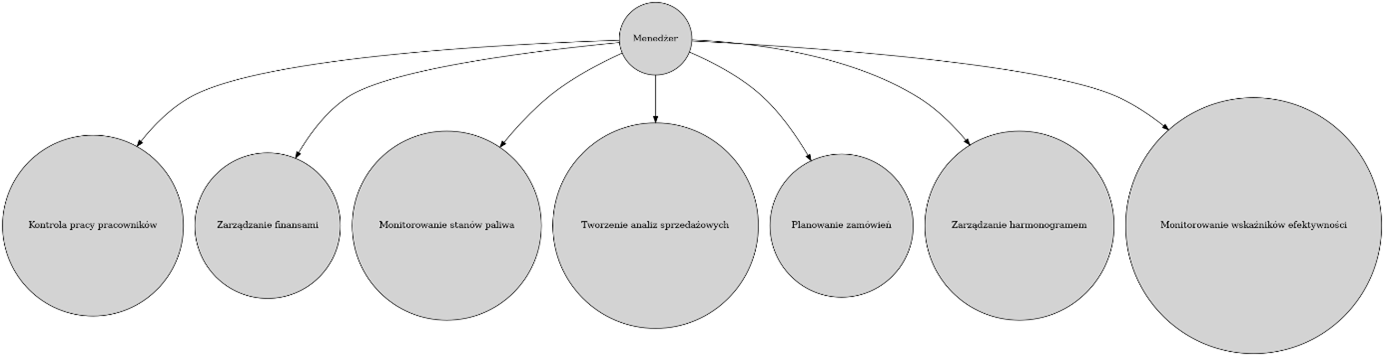 Menedżer
Kontrola pracy pracowników
Zarządzanie finansami
Monitorowanie stanów paliwa
Tworzenie analiz sprzedażowych
Planowanie zamówień
Zarządzanie harmonogramem
Monitorowanie wskaźników efektywności